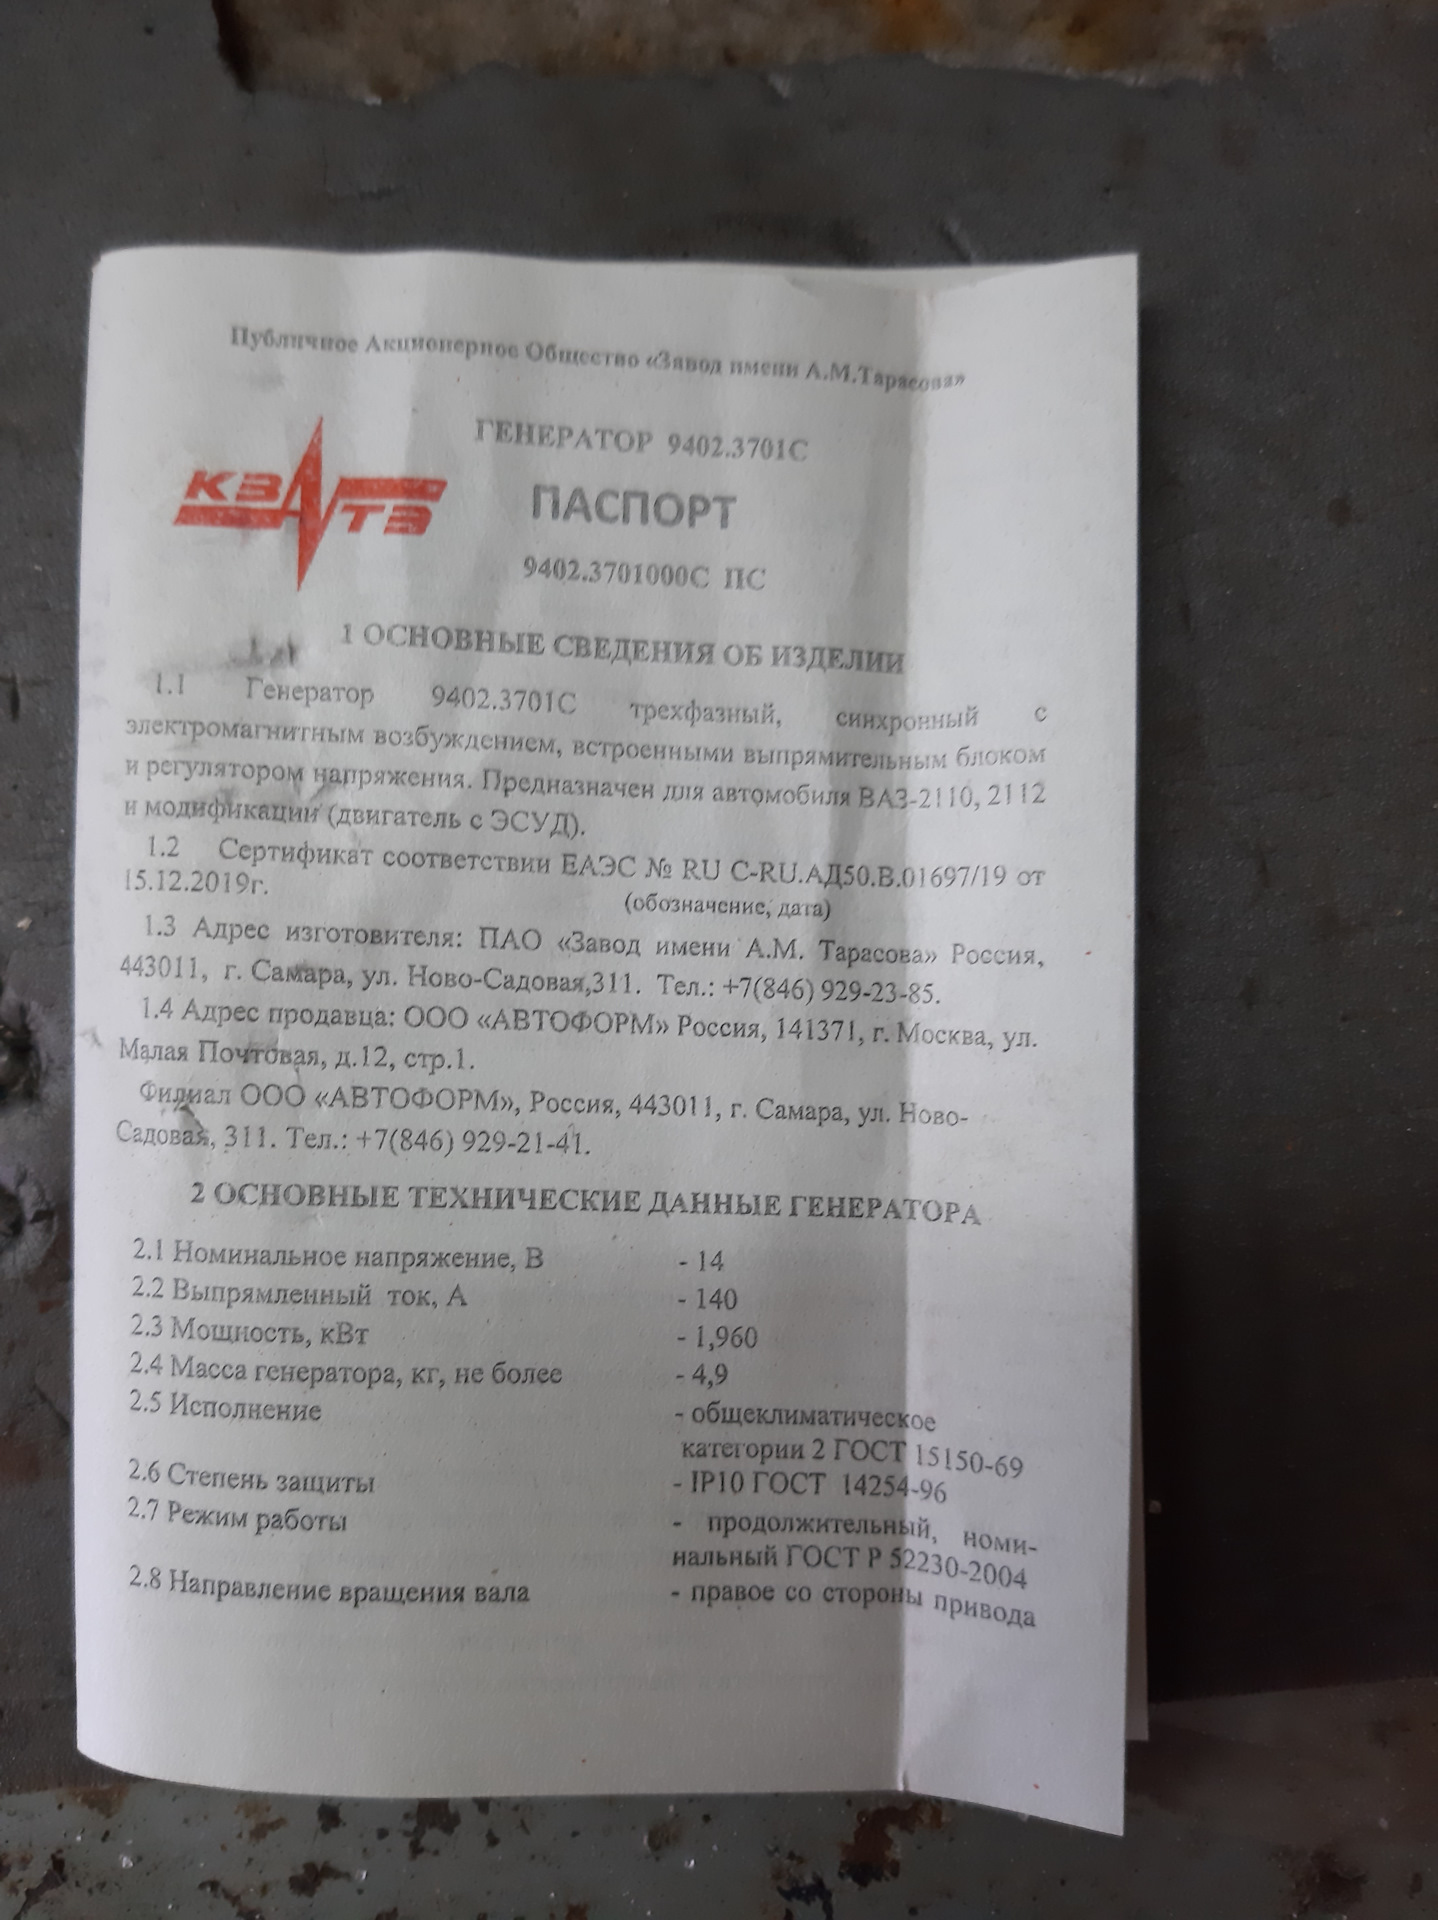 Публичное Акционерное Общество «Завод имени А.М.Тарасова»
ГЕНЕРАТОР 9402.3701С
КЗАТЭ
ПАСПОРТ
9402.3701000С ПС
1 ОСНОВНЫЕ СВЕДЕНИЯ ОБ ИЗДЕЛИИ
1.1 Генератор 9402.3701С трехфазный, синхронный с
электромагнитным возбуждением, встроенными выпрямительным блоком
и регулятором напряжения. Предназначен для автомобиля ВАЗ-2110, 2112
и модификации (двигатель с ЭСУД).
1.2 Сертификат соответствии ЕАЭС № RU C-RU.АД50.В.01697/19 от
15.12.2019г.
(обозначение, дата)
1.3 Адрес изготовителя: ПАО «Завод имени А.М. Тарасова» Россия,
443011, г. Самара, ул. Ново-Садовая,311. Тел.: +7(846) 929-23-85.
1.4 Адрес продавца: ООО «АВТОФОРМ» Россия, 141371, г. Москва, ул.
Малая Почтовая, д.12, стр.1.
Филиал ООО «АВТОФОРМ», Россия, 443011, г. Самара, ул. Ново-
Садовая, 311. Тел.: +7(846) 929-21-41.
2 ОСНОВНЫЕ ТЕХНИЧЕСКИЕ ДАННЫЕ ГЕНЕРАТОРА
2.1 Номинальное напряжение, В - 14
2.2 Выпрямленный ток, А - 140
2.3 Мощность, кВт - 1,960
2.4 Масса генератора, кг, не более - 4,9
2.5 Исполнение - общеклиматическое
категории 2 ГОСТ 15150-69
2.6 Степень защиты - IP10 ГОСТ 14254-96
2.7 Режим работы - продолжительный, номи-
нальный ГОСТ Р 52230-2004
2.8 Направление вращения вала - правое со стороны привода